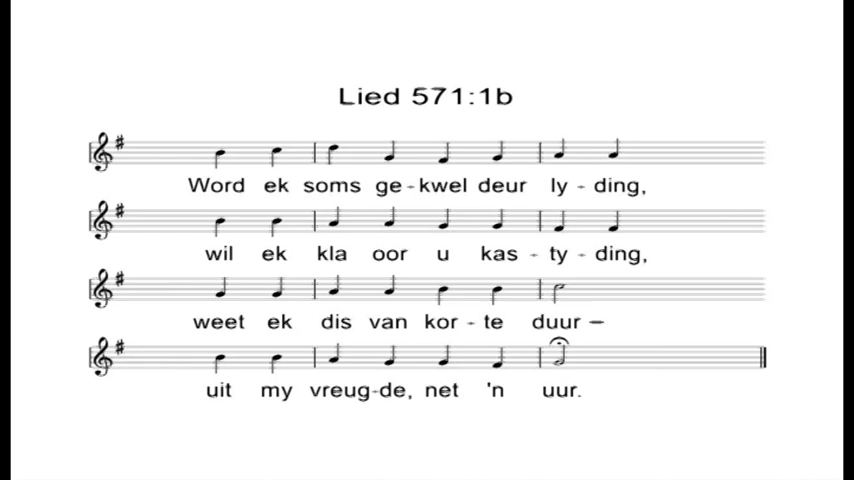 Lied 571:1b
Word ek soms ge-kwel deur ly-ding,
wil ek kla oor u kas-ty-ding,
weet ek dis van kor-te duur –
uit my vreug-de, net 'n uur.